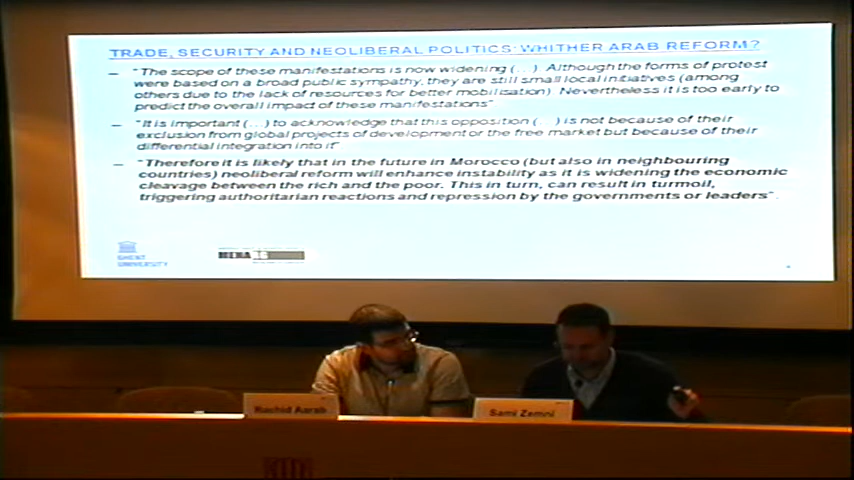 TRADE, SECURITY AND NEOLIBERAL POLITICS: WHITHER ARAB REFORM?
– "The scope of these manifestations is now widening (...). Although the forms of protest
were based on a broad public sympathy, they are still small local initiatives (among
others due to the lack of resources for better mobilisation). Nevertheless it is too early to
predict the overall impact of these manifestations"
– "It is important (...) to acknowledge that this opposition (...) is not because of their
exclusion from global projects of development or the free market but because of their
differential integration into it"
– "Therefore it is likely that in the future in Morocco (but also in neighbouring
countries) neoliberal reform will enhance instability as it is widening the economic
cleavage between the rich and the poor. This in turn, can result in turmoil,
triggering authoritarian reactions and repression by the governments or leaders".
GHENT
UNIVERSITY
MENA
Rachid Aarab
Sami Zemni